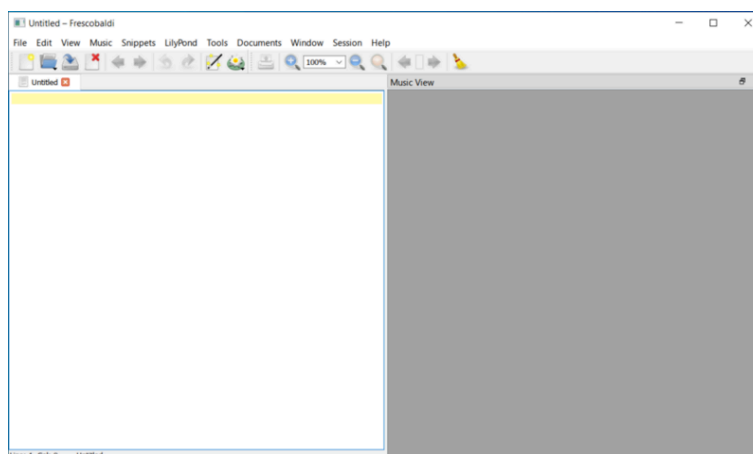 Untitled – Frescobaldi
File Edit View Music Snippets LilyPond Tools Documents Window Session Help
100%
Untitled
Music View